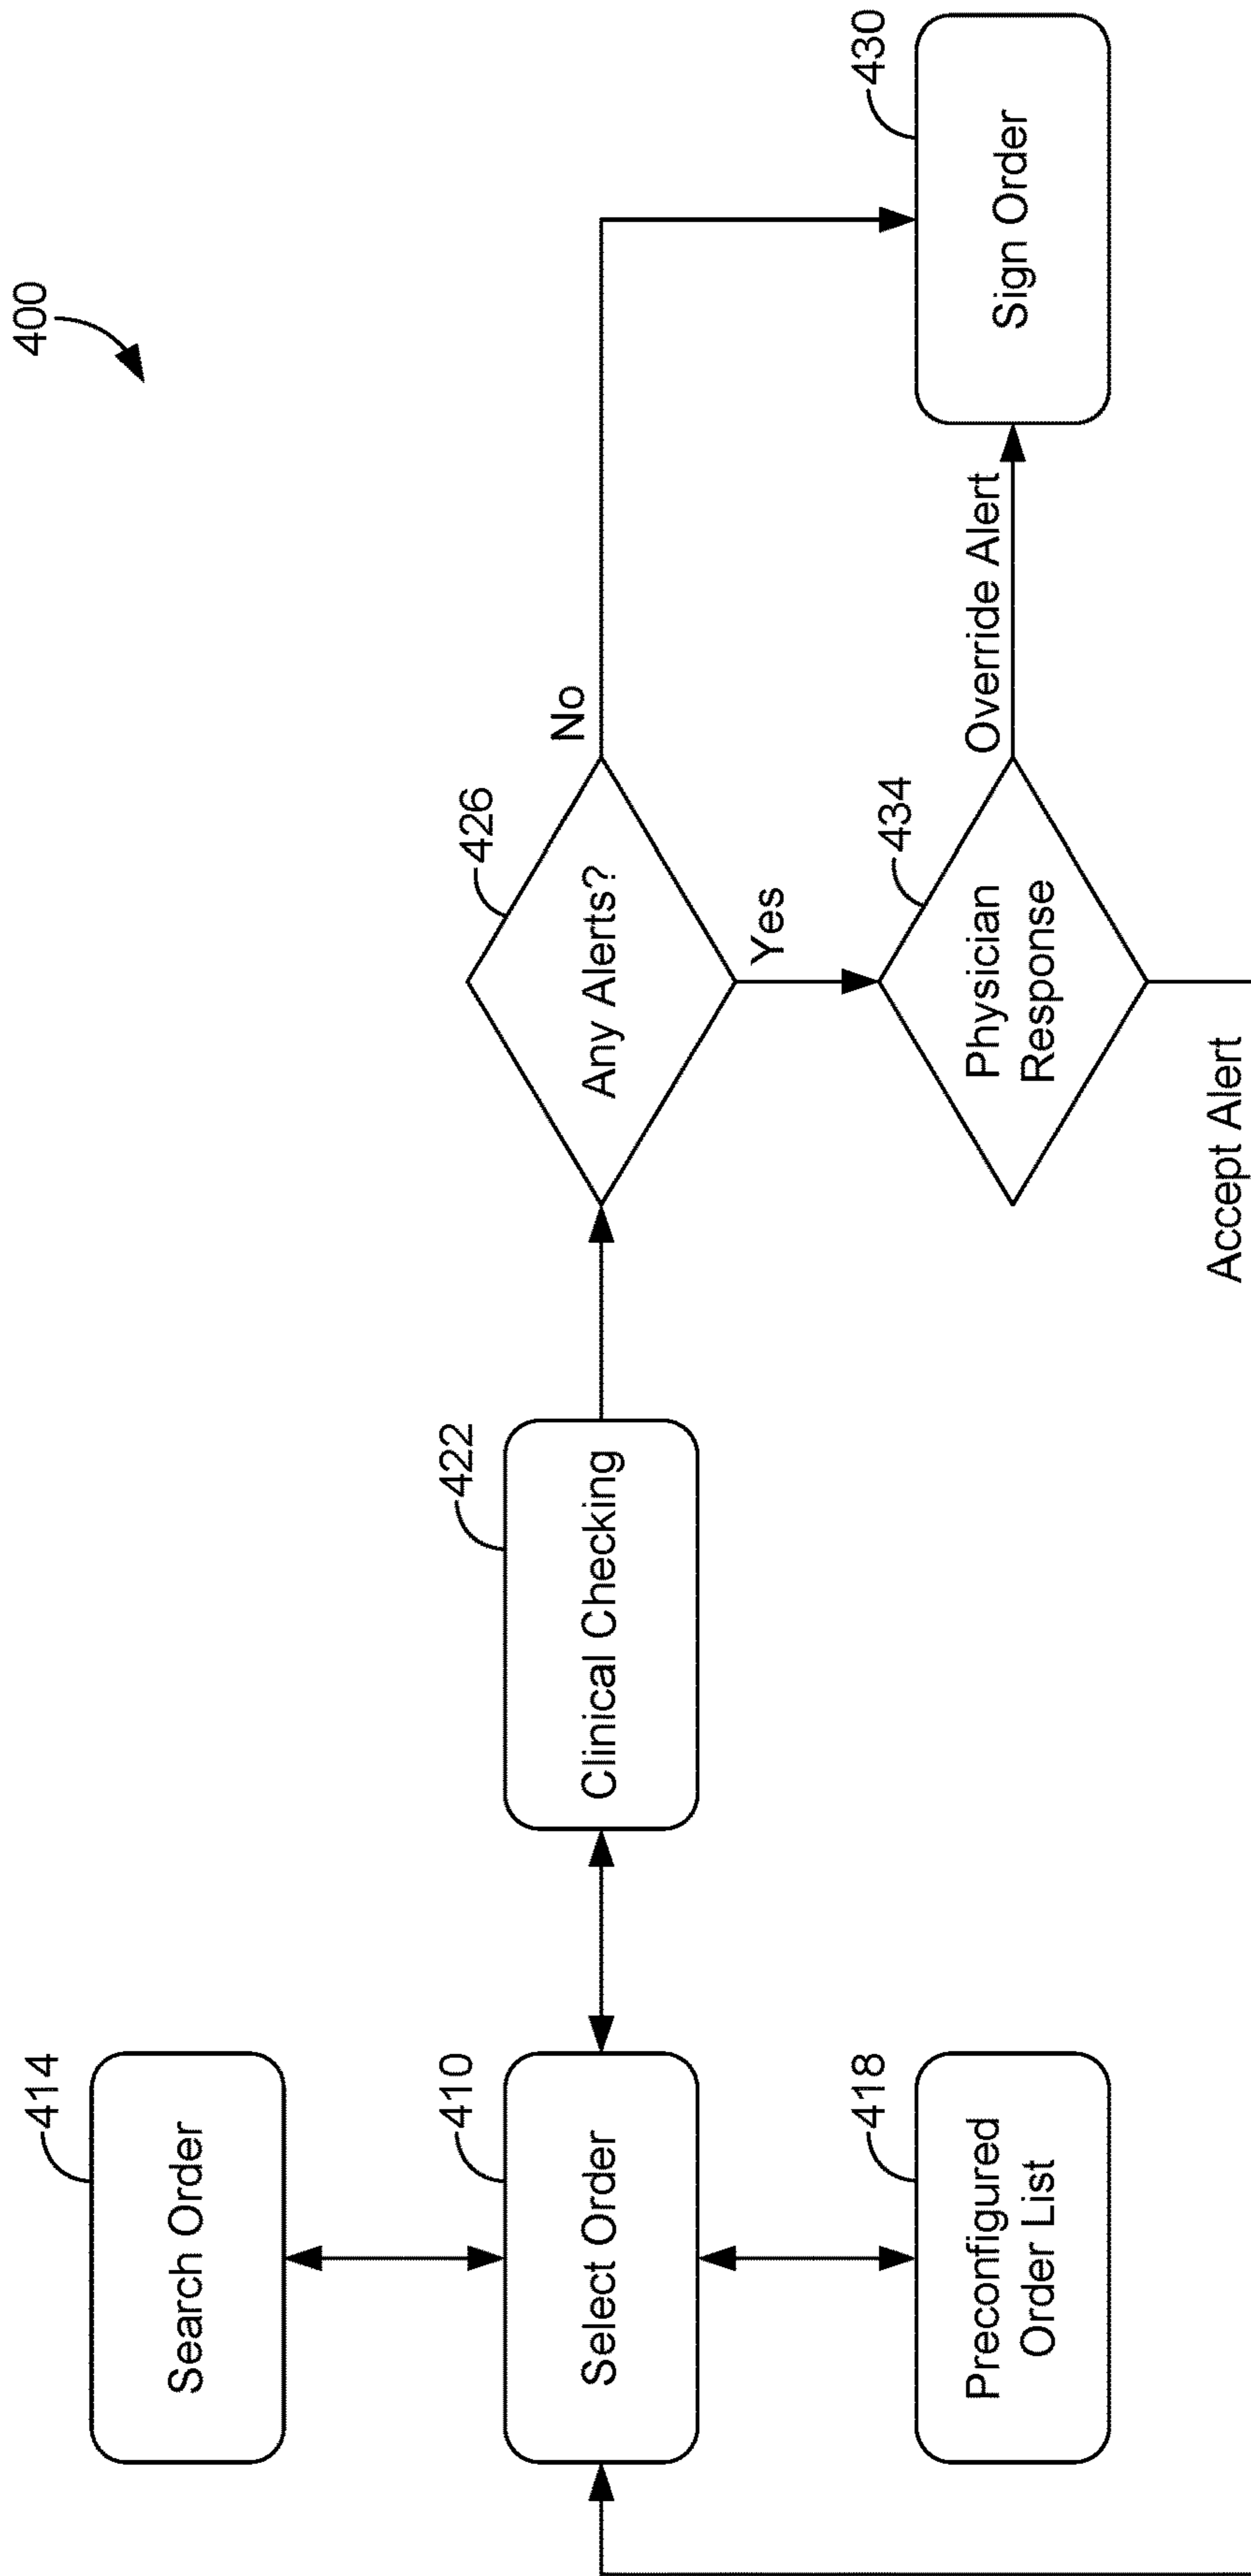 400
414
Search Order
410
Select Order
418
Preconfigured
Order List
422
Clinical Checking
426
Any Alerts?
No
Yes
434
Physician
Response
Override Alert
430
Sign Order
Accept Alert